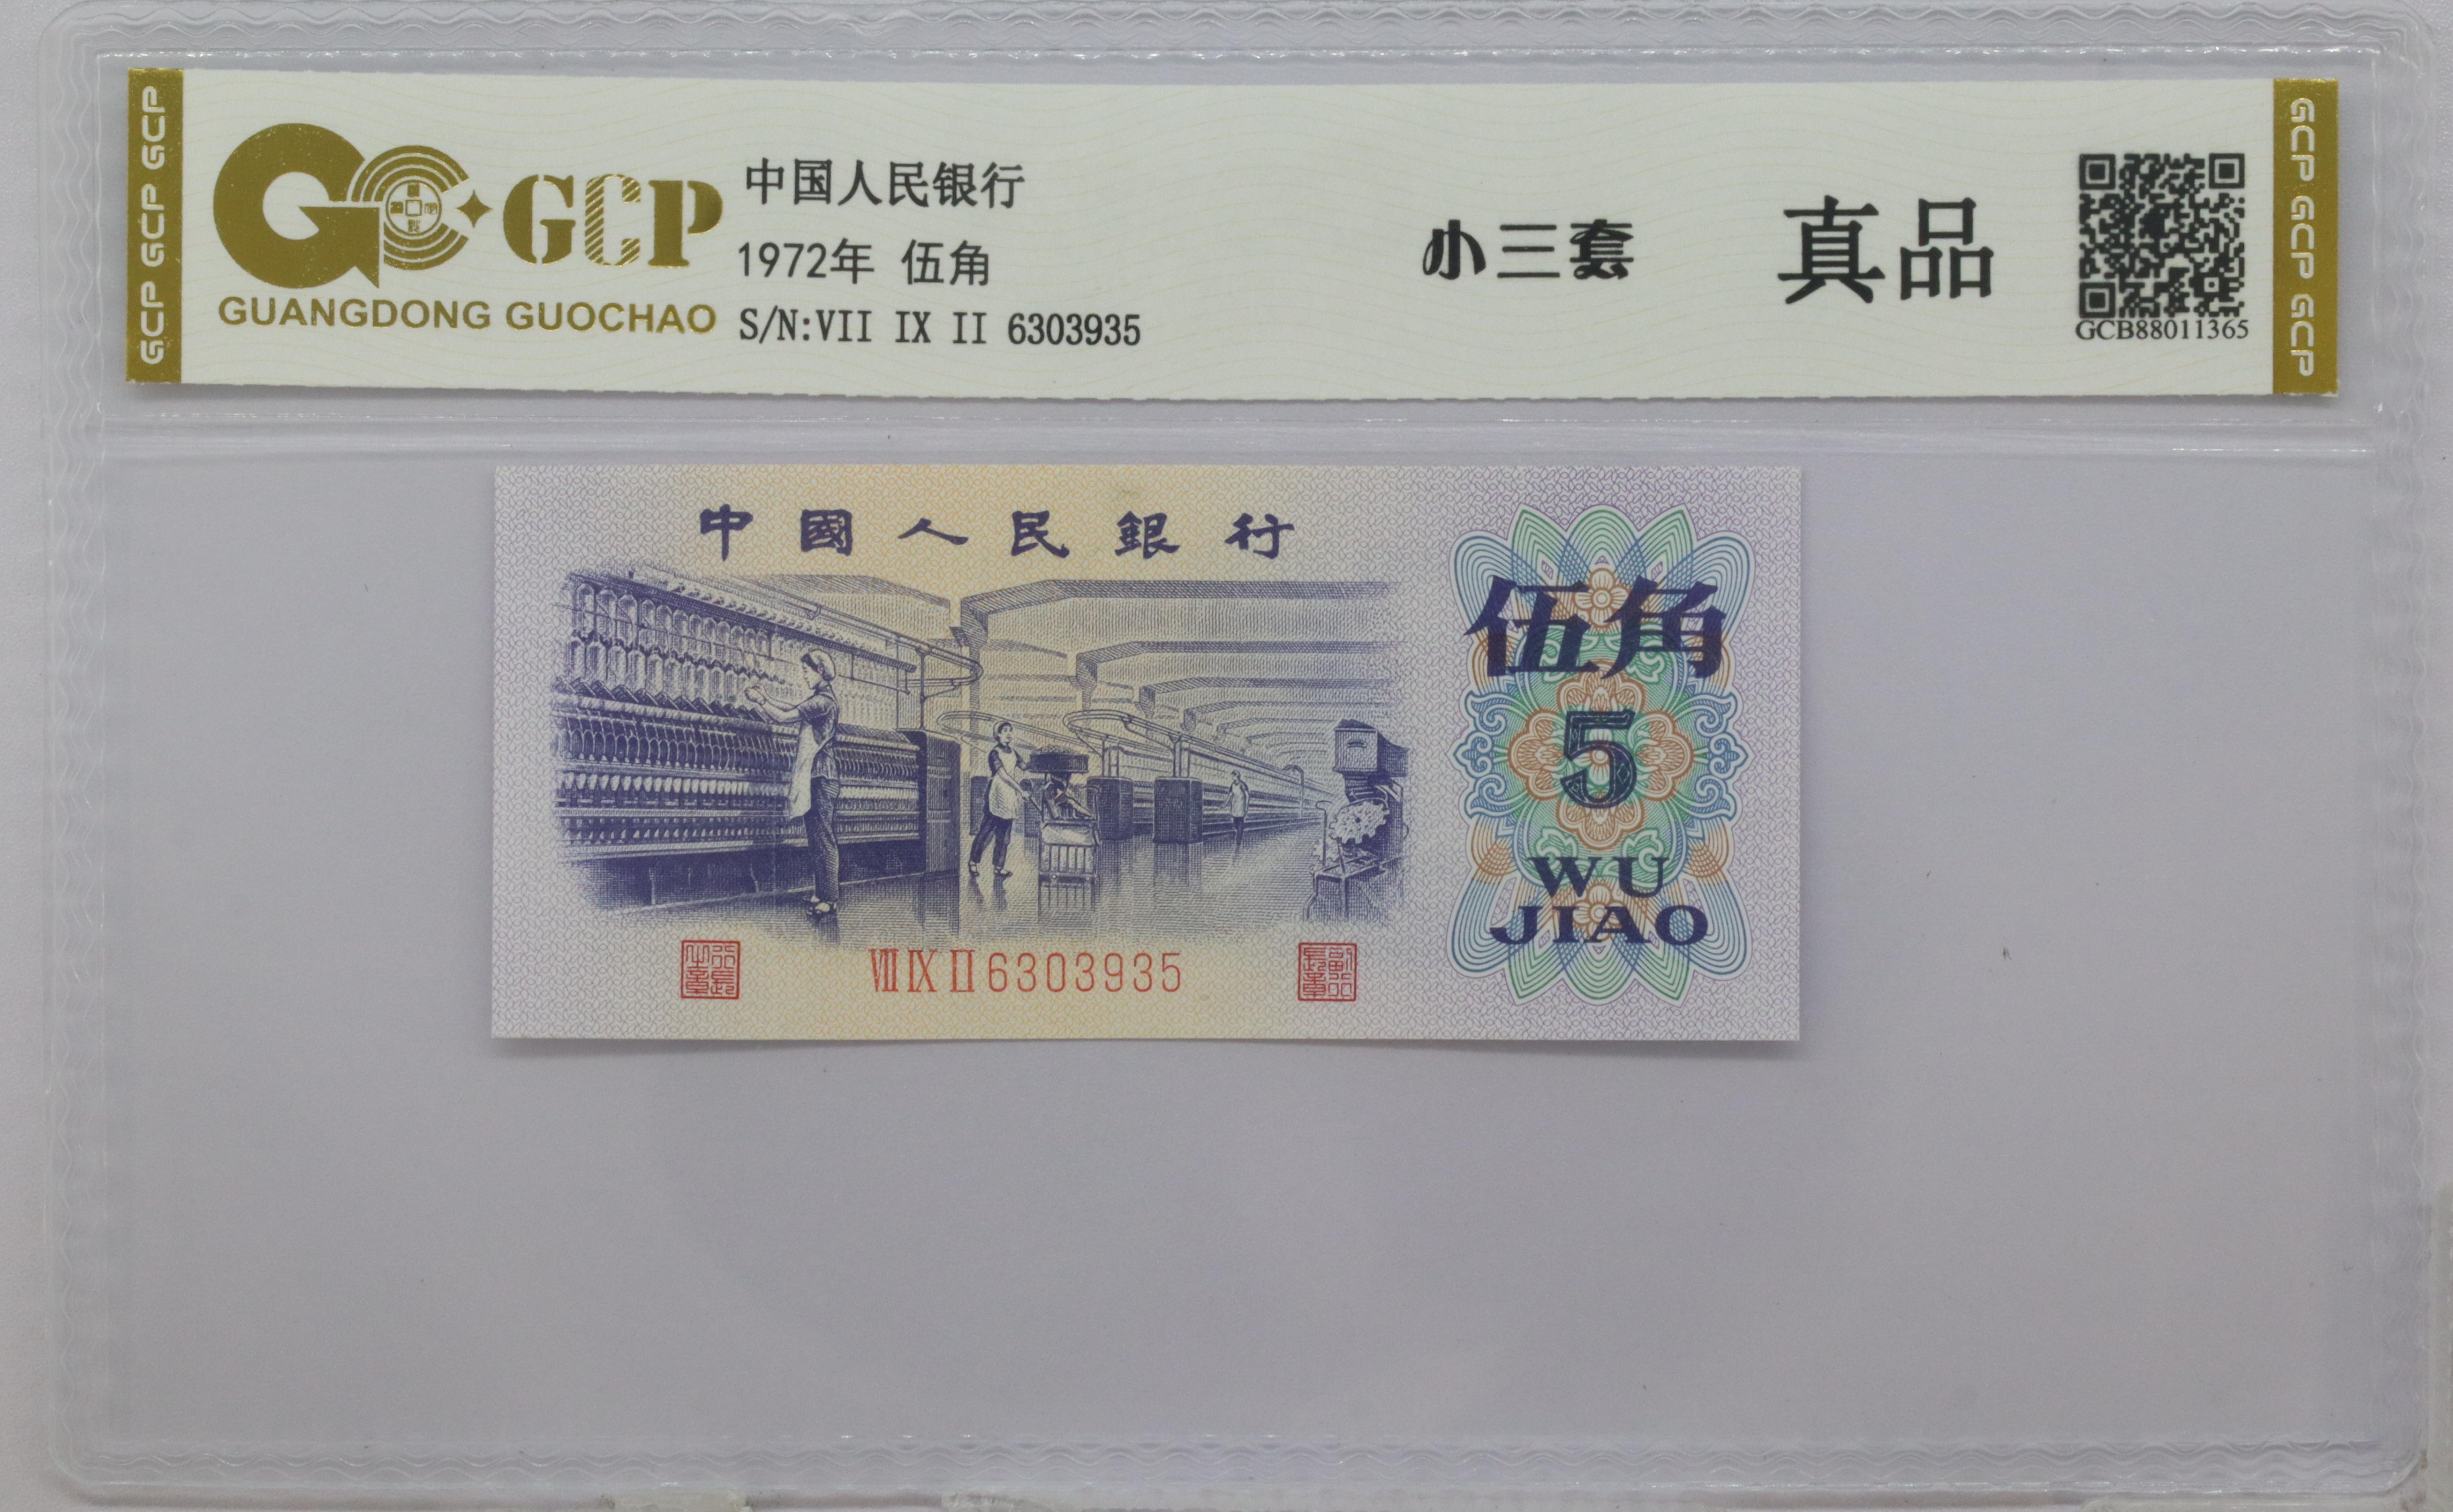 GCP GCP GCP
GCP
GUANGDONG GUOCHAO
中国人民银行
1972年 伍角
S/N:VII IX II 6303935
小三套
真品
GCB88011365
GCP GCP GCP
中國人民銀行
伍角
5
WU
JIAO
VII IX II 6303935